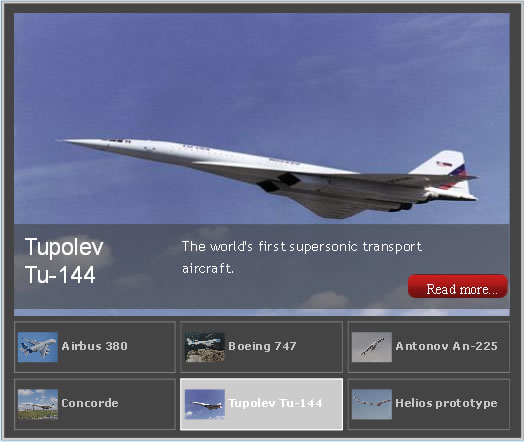 Tupolev
Tu-144
The world's first supersonic transport
aircraft.
Read more...
Airbus 380
Boeing 747
Antonov An-225
Concorde
Tupolev Tu-144
Helios prototype